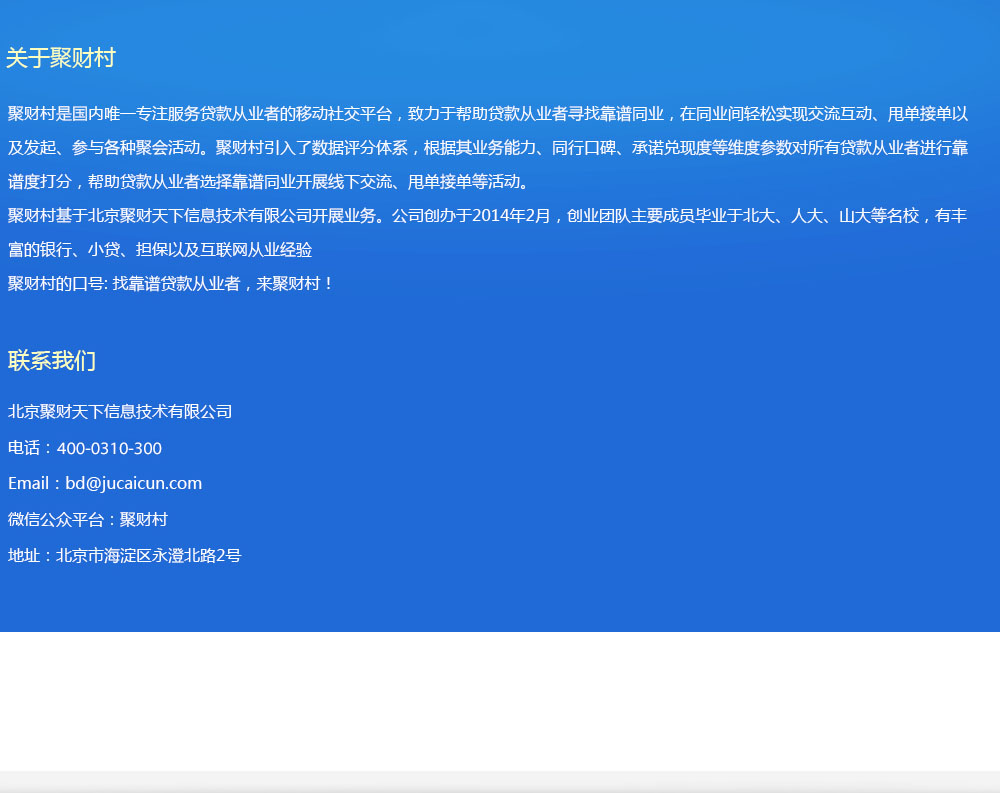 关于聚财村
聚财村是国内唯一专注服务贷款从业者的移动社交平台，致力于帮助贷款从业者寻找靠谱同业，在同业间轻松实现交流互动、甩单接单以
及发起、参与各种聚会活动。聚财村引入了数据评分体系，根据其业务能力、同行口碑、承诺兑现度等维度参数对所有贷款从业者进行靠
谱度打分，帮助贷款从业者选择靠谱同业开展线下交流、甩单接单等活动。
聚财村基于北京聚财天下信息技术有限公司开展业务。公司创办于2014年2月，创业团队主要成员毕业于北大、人大、山大等名校，有丰
富的银行、小贷、担保以及互联网从业经验
聚财村的口号: 找靠谱贷款从业者，来聚财村！
联系我们
北京聚财天下信息技术有限公司
电话：400-0310-300
Email：bd@jucaicun.com
微信公众平台：聚财村
地址：北京市海淀区永澄北路2号